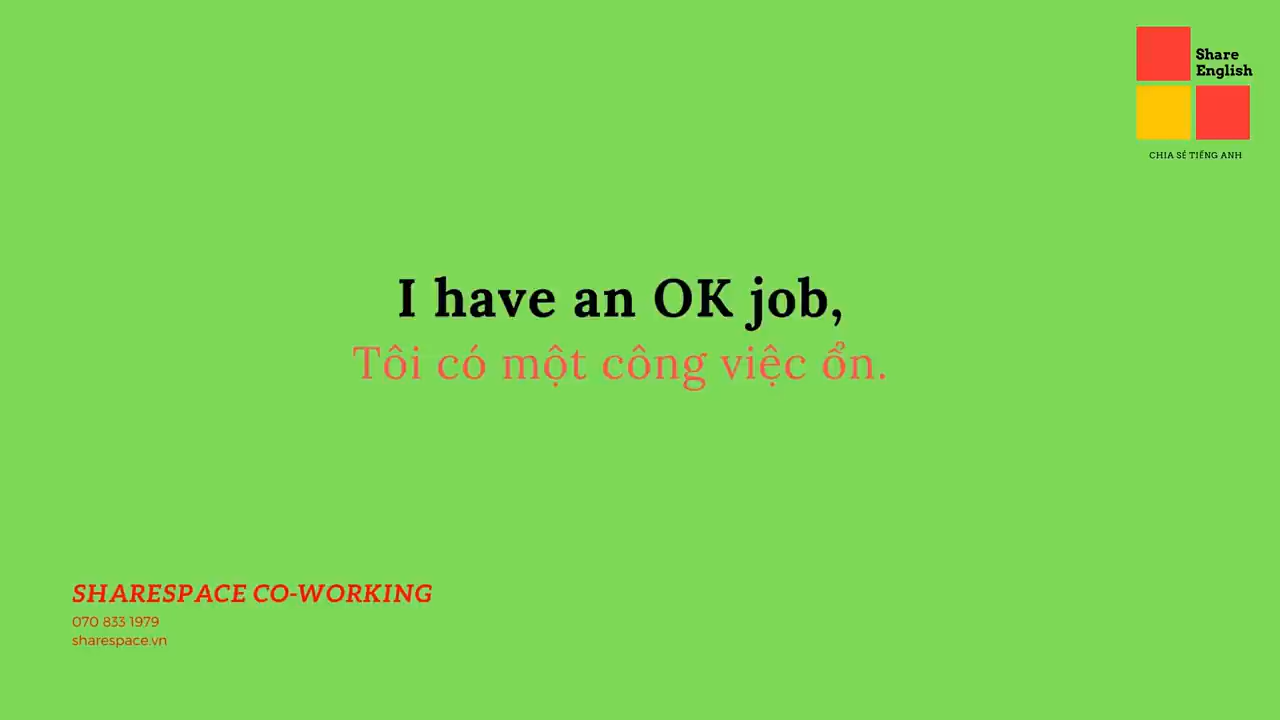 Share
English
CHIA SẺ TIẾNG ANH
I have an OK job,
Tôi có một công việc ổn.
SHARESPACE CO-WORKING
070 833 1979
sharespace.vn